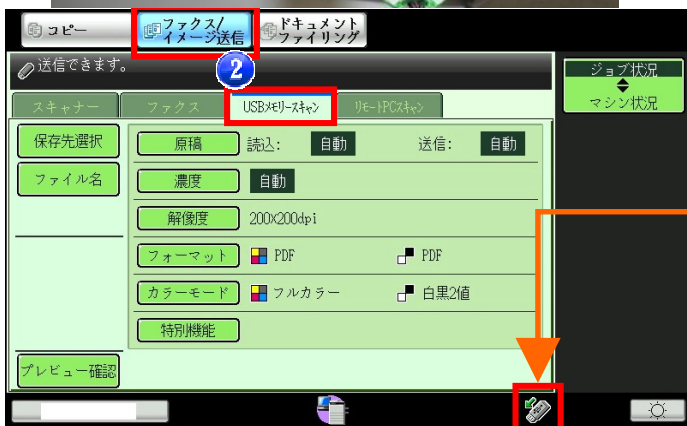 コピー
ファクス/
イメージ送信
ドキュメント
ファイリング
送信できます。
2
ジョブ状況
マシン状況
スキャナー
ファクス
USBメモリースキャン
リモートPCスキャン
保存先選択
原稿
読込:
自動
送信:
自動
ファイル名
濃度
自動
解像度
200X200dpi
フォーマット
PDF
PDF
カラーモード
フルカラー
白黒2値
特別機能
プレビュー確認